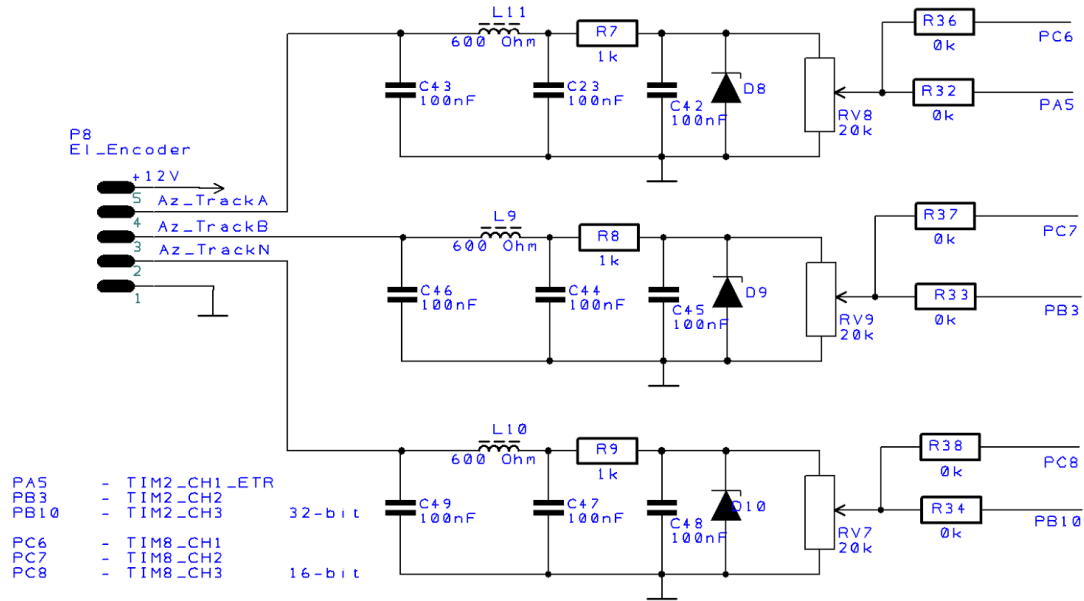 L11
600 Ohm
R7
1k
C43
100nF
C23
100nF
C42
100nF
D8
RV8
20k
R36
0k
PC6
R32
0k
PA5
P8
El_Encoder
+12V
5
Az_TrackA
4
Az_TrackB
3
Az_TrackN
2
1
L9
600 Ohm
R8
1k
C46
100nF
C44
100nF
C45
100nF
D9
RV9
20k
R37
0k
PC7
R33
0k
PB3
L10
600 Ohm
R9
1k
C49
100nF
C47
100nF
C48
100nF
D10
RV7
20k
R38
0k
PC8
R34
0k
PB10
PA5 - TIM2_CH1_ETR
PB3 - TIM2_CH2
PB10 - TIM2_CH3 32-bit
PC6 - TIM8_CH1
PC7 - TIM8_CH2
PC8 - TIM8_CH3 16-bit